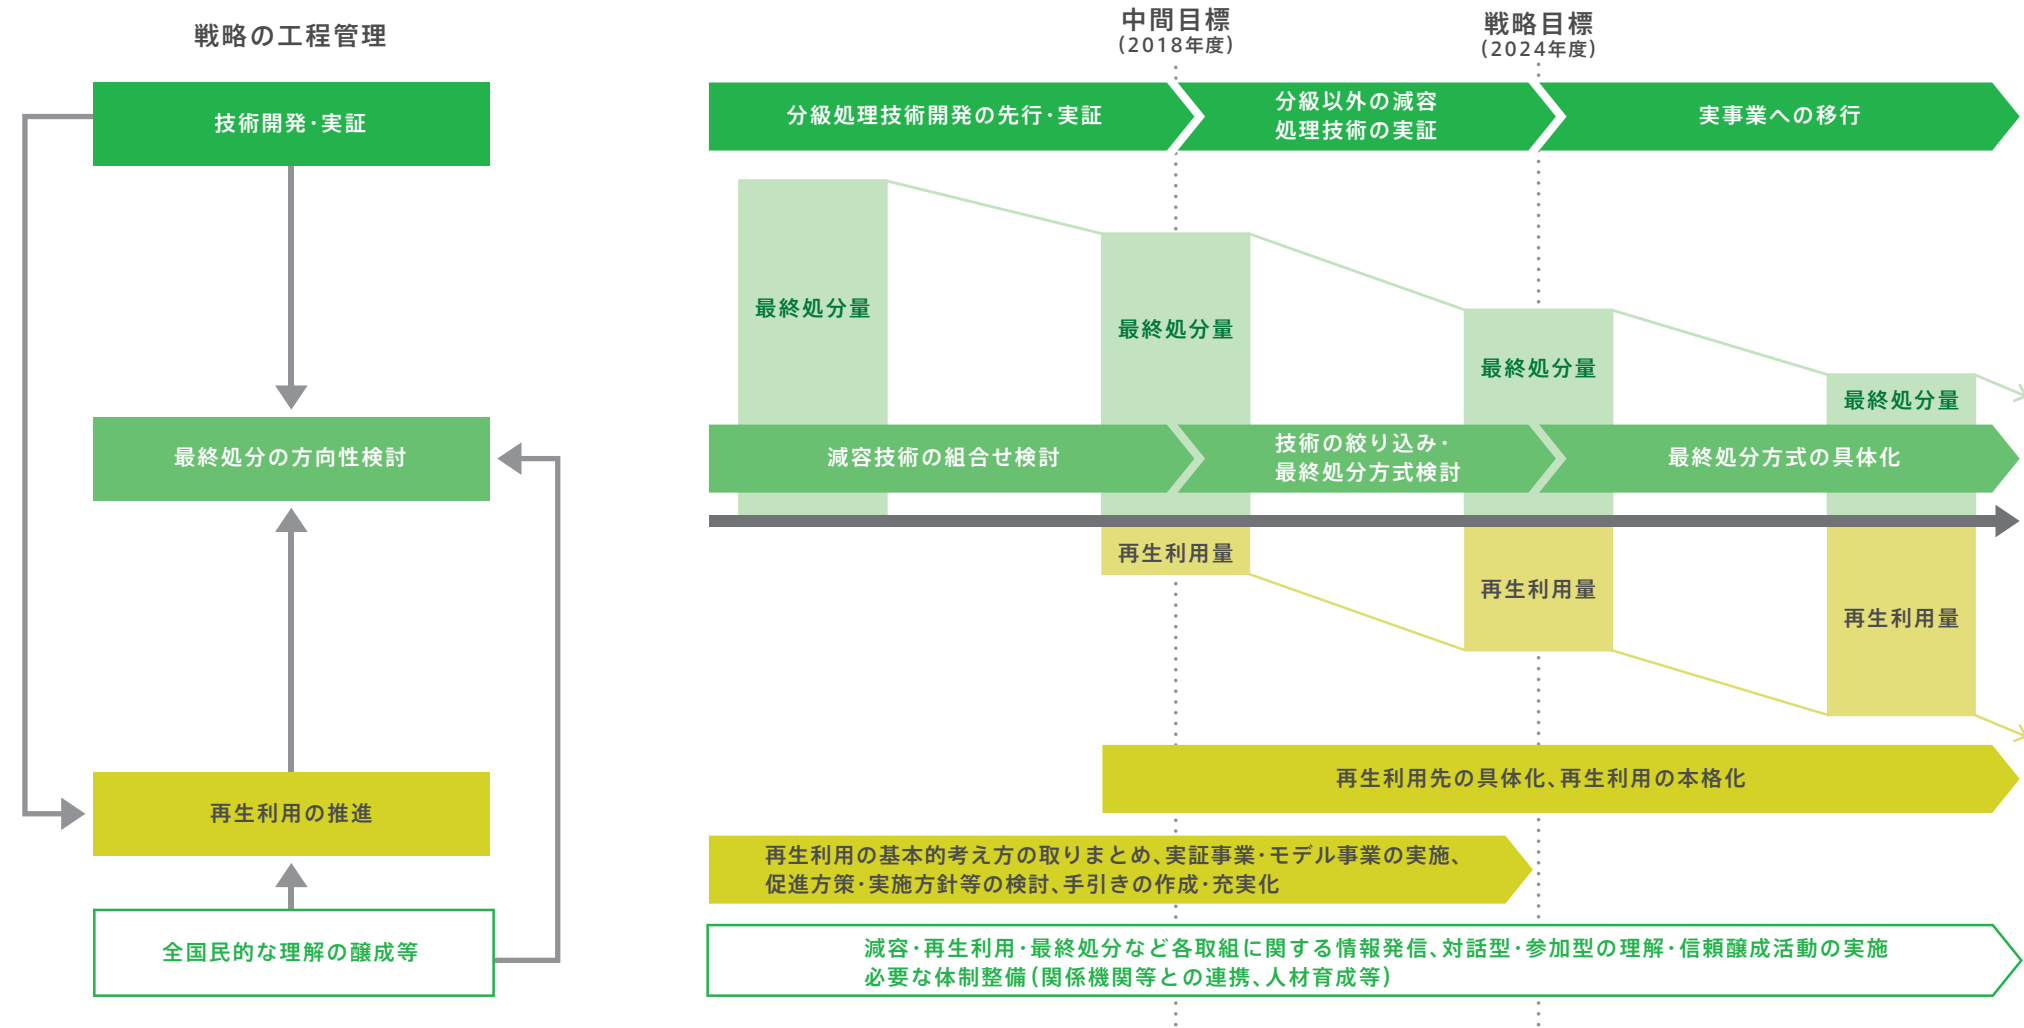 戦略の工程管理
中間目標
(2018年度)
戦略目標
(2024年度)
技術開発・実証
分級処理技術開発の先行・実証
分級以外の減容
処理技術の実証
実事業への移行
最終処分量
最終処分量
最終処分量
最終処分量
最終処分の方向性検討
減容技術の組合せ検討
技術の絞り込み・
最終処分方式検討
最終処分方式の具体化
再生利用量
再生利用量
再生利用量
再生利用の推進
再生利用先の具体化、再生利用の本格化
再生利用の基本的考え方の取りまとめ、実証事業・モデル事業の実施、
促進方策・実施方針等の検討、手引きの作成・充実化
全国民的な理解の醸成等
減容・再生利用・最終処分など各取組に関する情報発信、対話型・参加型の理解・信頼醸成活動の実施
必要な体制整備(関係機関等との連携、人材育成等)